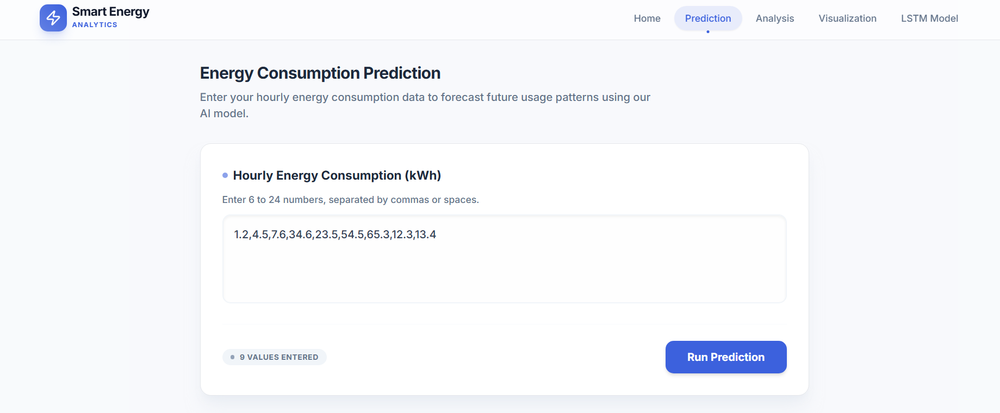 Smart Energy
ANALYTICS
Home
Prediction
Analysis
Visualization
LSTM Model
Energy Consumption Prediction
Enter your hourly energy consumption data to forecast future usage patterns using our
AI model.
Hourly Energy Consumption (kWh)
Enter 6 to 24 numbers, separated by commas or spaces.
1.2,4.5,7.6,34.6,23.5,54.5,65.3,12.3,13.4
9 VALUES ENTERED
Run Prediction